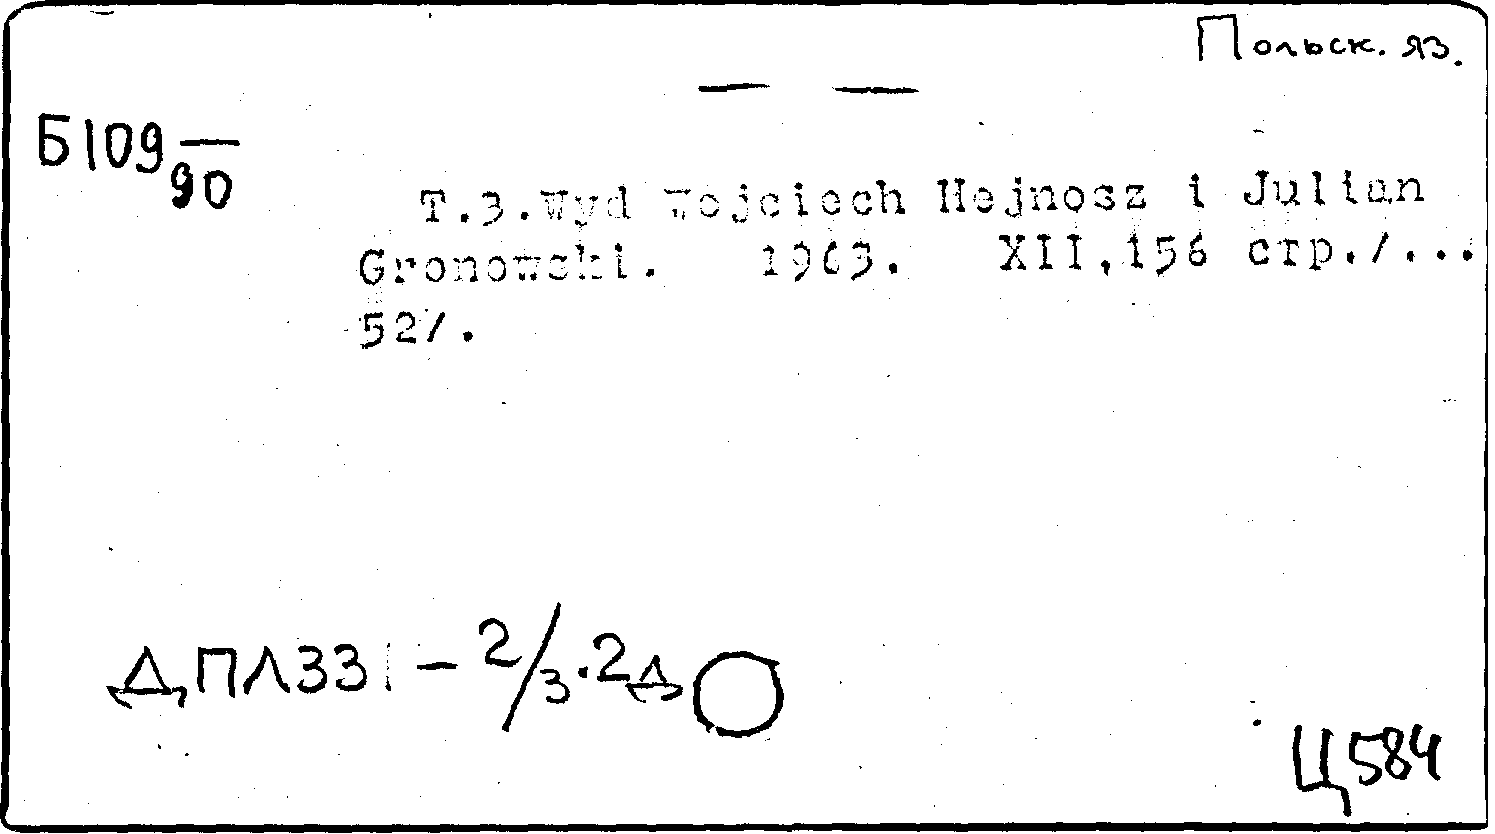 Польск. яз.
— —
Б109 —
90
Т.3.Wyd Wojciech Hejnosz i Julian
Gronowski. 1963. XII,156 стр./...
52/.
ДПЛ331 - 2/3.2д
Ц584